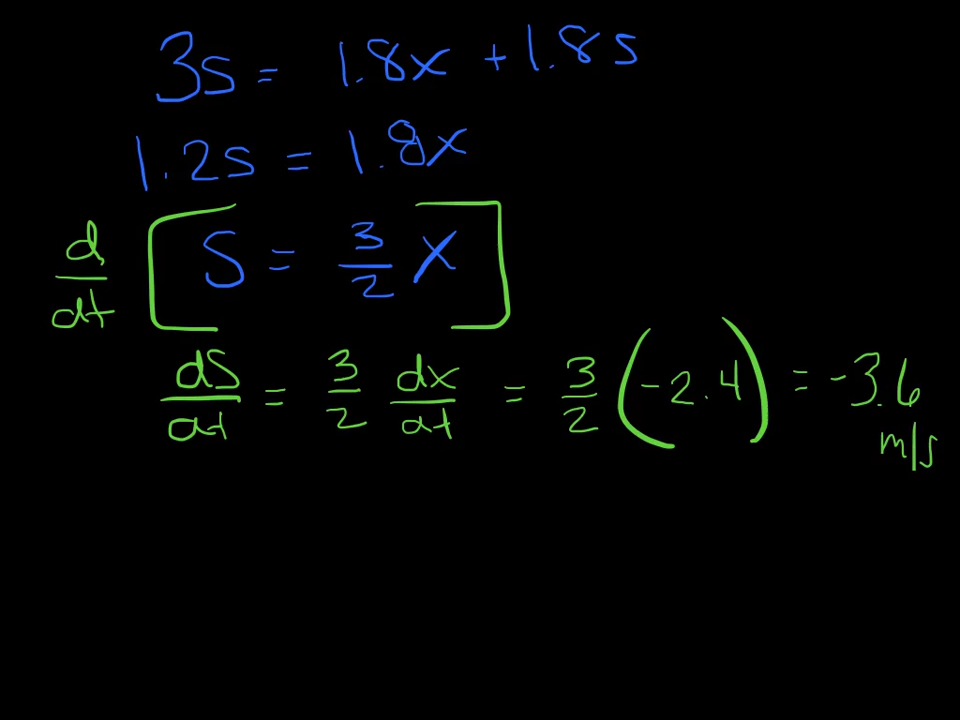 3s = 1.8x + 1.8s
1.2s = 1.8x
d/dt [ S = 3/2 x ]
dS/dt = 3/2 dx/dt = 3/2 (-2.4) = -3.6 m/s